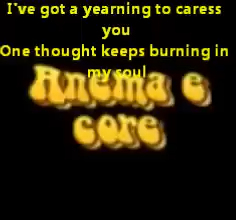 I've got a yearning to caress
you
One thought keeps burning in
my soul
Anema e
core